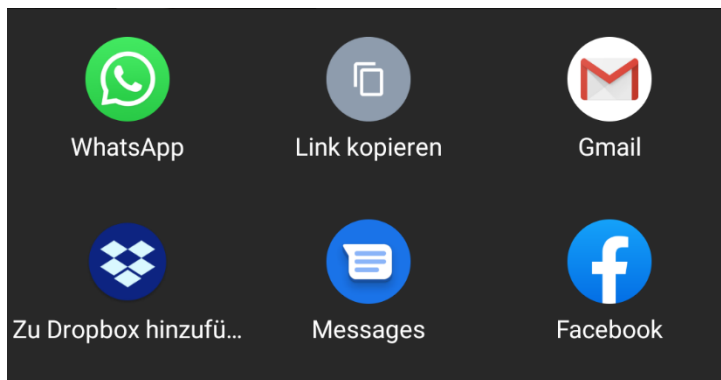 WhatsApp
Link kopieren
Gmail
Zu Dropbox hinzufü...
Messages
Facebook